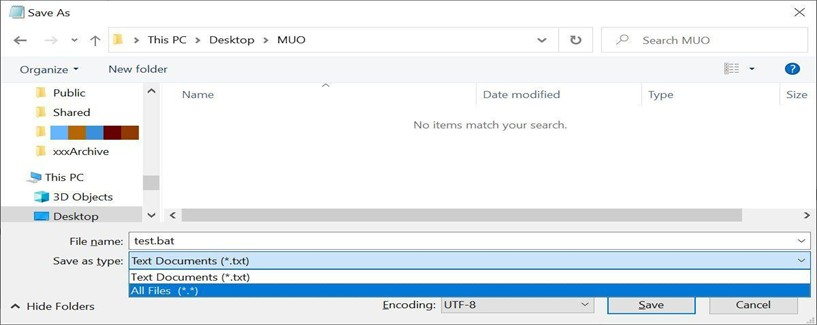 Save As
This PC > Desktop > MUO
Search MUO
Organize
New folder
Public
Shared
xxxArchive
This PC
3D Objects
Desktop
Name Date modified Type Size
No items match your search.
File name: test.bat
Save as type: Text Documents (*.txt)
Text Documents (*.txt)
All Files (*.*)
Hide Folders
Encoding: UTF-8
Save
Cancel